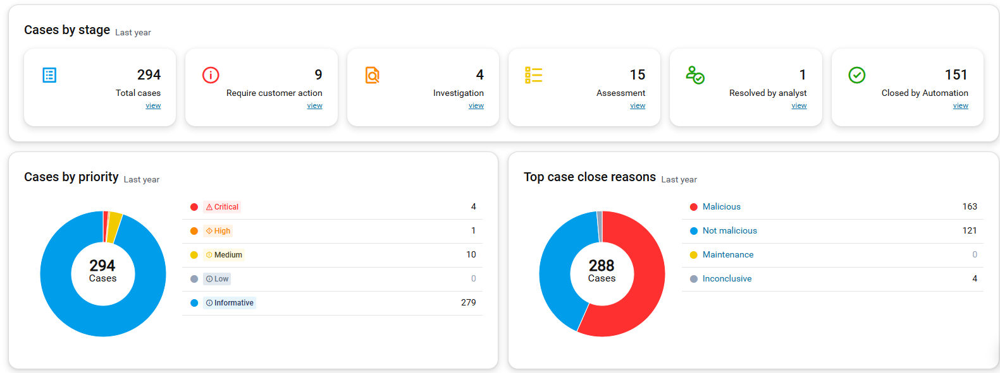 Cases by stage Last year
294
Total cases
view
9
Require customer action
view
4
Investigation
view
15
Assessment
view
1
Resolved by analyst
view
151
Closed by Automation
view
Cases by priority Last year
294
Cases
Critical 4
High 1
Medium 10
Low 0
Informative 279
Top case close reasons Last year
288
Cases
Malicious 163
Not malicious 121
Maintenance 0
Inconclusive 4